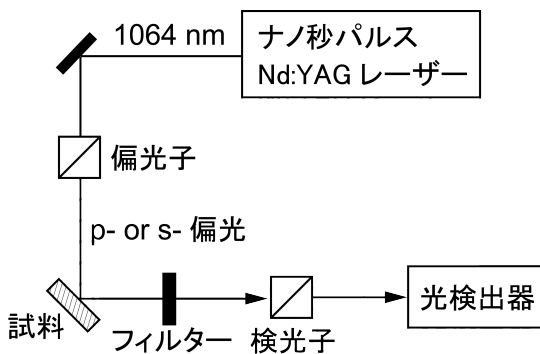 1064 nm
ナノ秒パルス
Nd:YAG レーザー
偏光子
p- or s- 偏光
試料
フィルター
検光子
光検出器